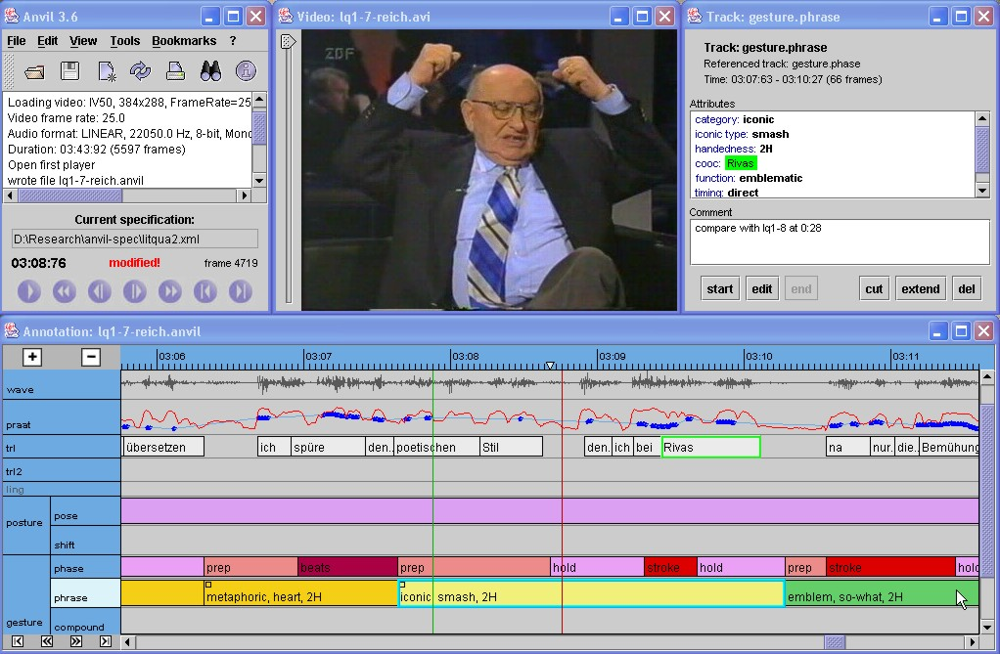 Anvil 3.6
File Edit View Tools Bookmarks ?
Loading video: IV50, 384x288, FrameRate=25
Video frame rate: 25.0
Audio format: LINEAR, 22050.0 Hz, 8-bit, Mono
Duration: 03:43:92 (5597 frames)
Open first player
wrote file lq1-7-reich.anvil
Current specification:
D:\Research\anvil-spec\litqua2.xml
03:08:76 modified! frame 4719
Video: lq1-7-reich.avi
ZDF
Track: gesture.phrase
Track: gesture.phrase
Referenced track: gesture.phase
Time: 03:07:63 - 03:10:27 (66 frames)
Attributes
category: iconic
iconic type: smash
handedness: 2H
cooc: Rivas
function: emblematic
timing: direct
Comment
compare with lq1-8 at 0:28
start edit end cut extend del
Annotation: lq1-7-reich.anvil
+ −
03:06 03:07 03:08 03:09 03:10 03:11
wave
praat
trl übersetzen ich spüre den.. poetischen Stil den.. ich bei Rivas na nur.. die.. Bemühung
trl2
ling
posture pose
shift
gesture phase prep beats prep hold stroke hold prep stroke hold
phrase metaphoric, heart, 2H iconic smash, 2H emblem, so-what, 2H
compound